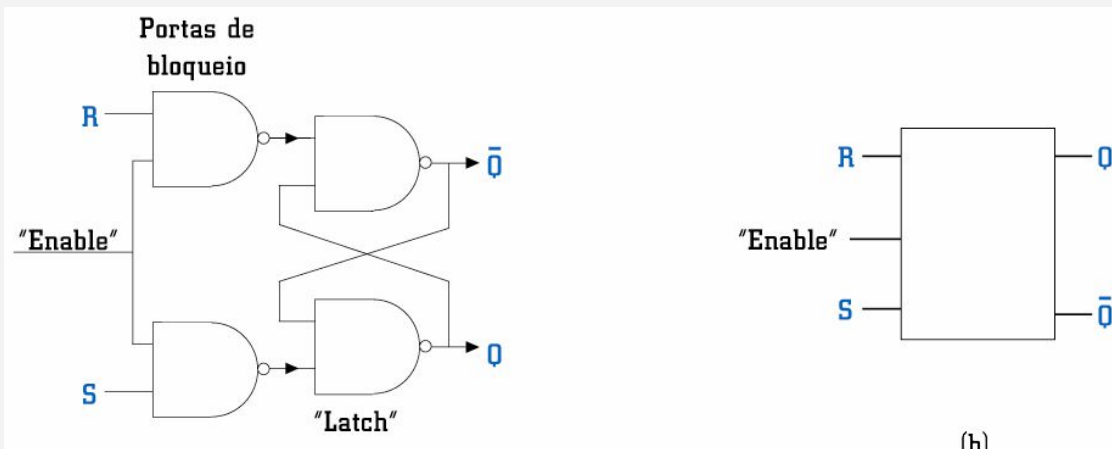 Portas de
bloqueio
R
Q̅
"Enable"
S
Q
"Latch"
R
Q
"Enable"
S
Q̅
(b)